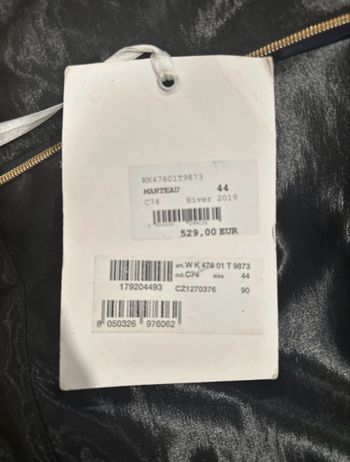 WK47601T9873
MANTEAU 44
C74 Hiver 2019
529,00 EUR
art. W K 476 01 T 9873
col. C74 size 44
179204493 CZ1270376 90
8 050326 976062